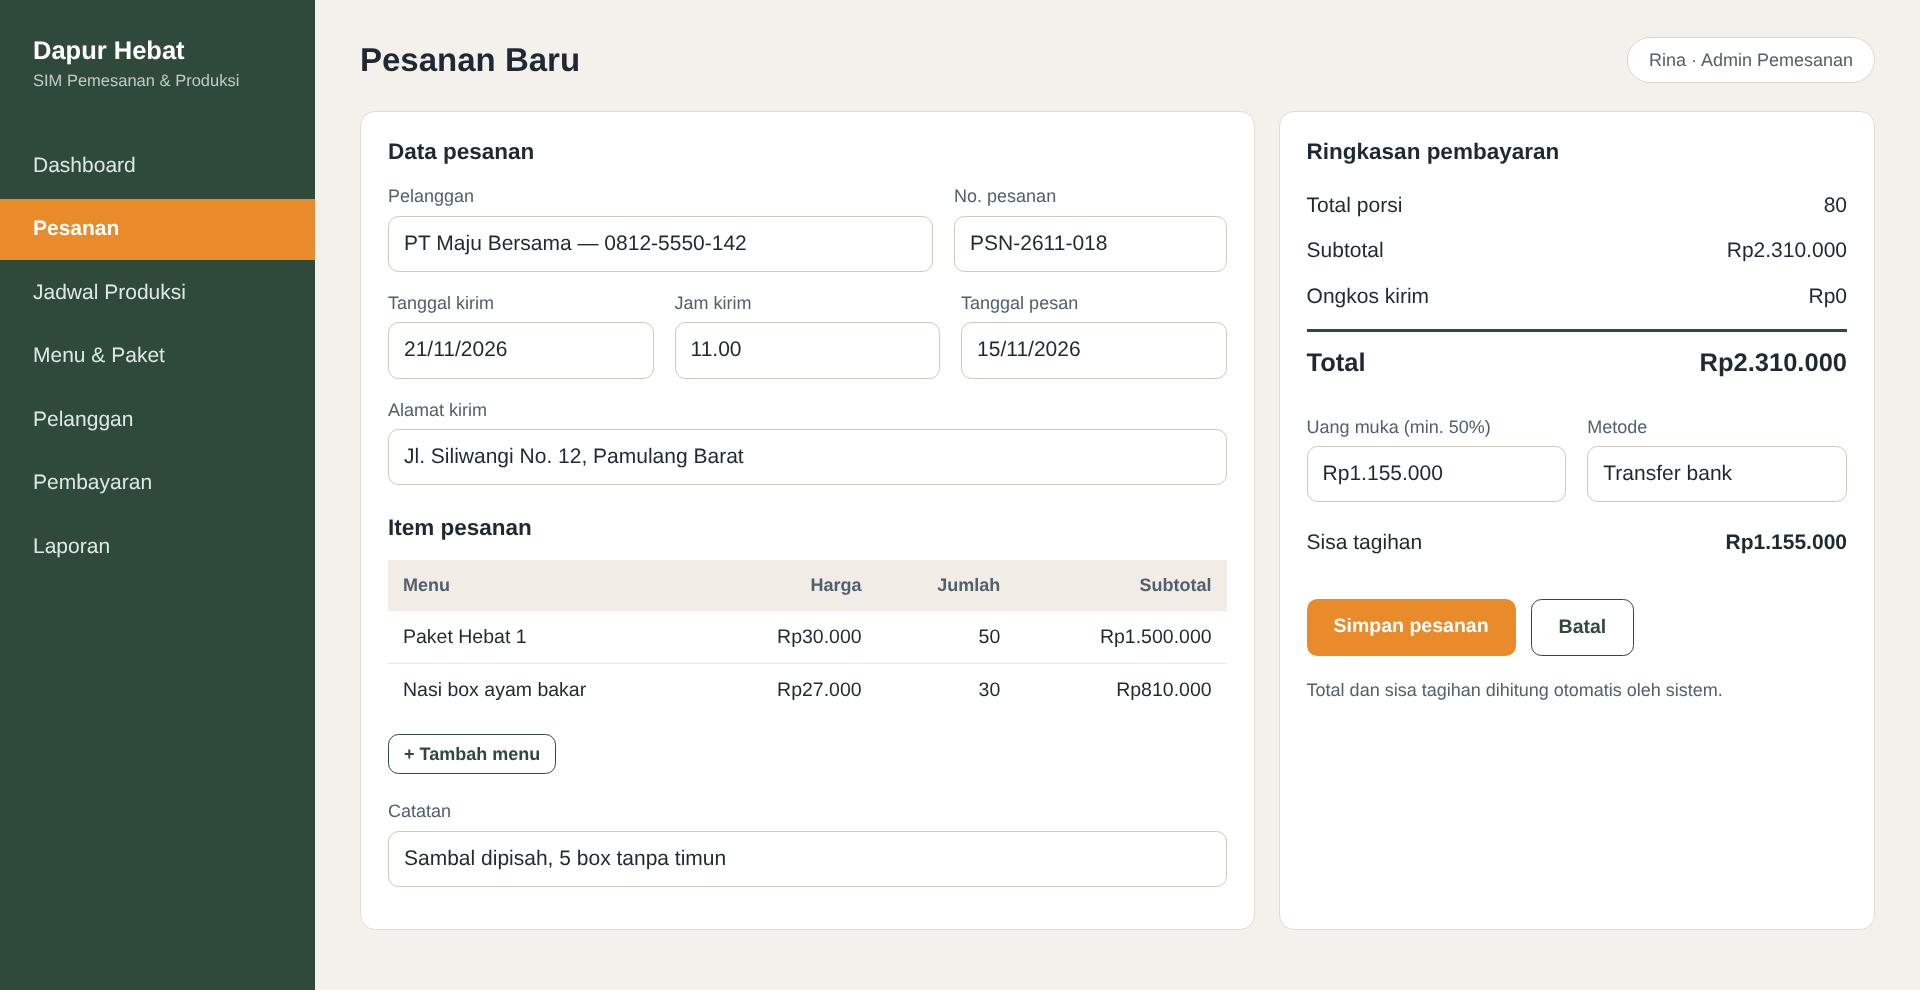 Dapur Hebat
SIM Pemesanan & Produksi
Dashboard
Pesanan
Jadwal Produksi
Menu & Paket
Pelanggan
Pembayaran
Laporan
Pesanan Baru
Rina · Admin Pemesanan
Data pesanan
Pelanggan No. pesanan
PT Maju Bersama — 0812-5550-142 PSN-2611-018
Tanggal kirim Jam kirim Tanggal pesan
21/11/2026 11.00 15/11/2026
Alamat kirim
Jl. Siliwangi No. 12, Pamulang Barat
Item pesanan
Menu Harga Jumlah Subtotal
Paket Hebat 1 Rp30.000 50 Rp1.500.000
Nasi box ayam bakar Rp27.000 30 Rp810.000
+ Tambah menu
Catatan
Sambal dipisah, 5 box tanpa timun
Ringkasan pembayaran
Total porsi 80
Subtotal Rp2.310.000
Ongkos kirim Rp0
Total Rp2.310.000
Uang muka (min. 50%) Metode
Rp1.155.000 Transfer bank
Sisa tagihan Rp1.155.000
Simpan pesanan Batal
Total dan sisa tagihan dihitung otomatis oleh sistem.